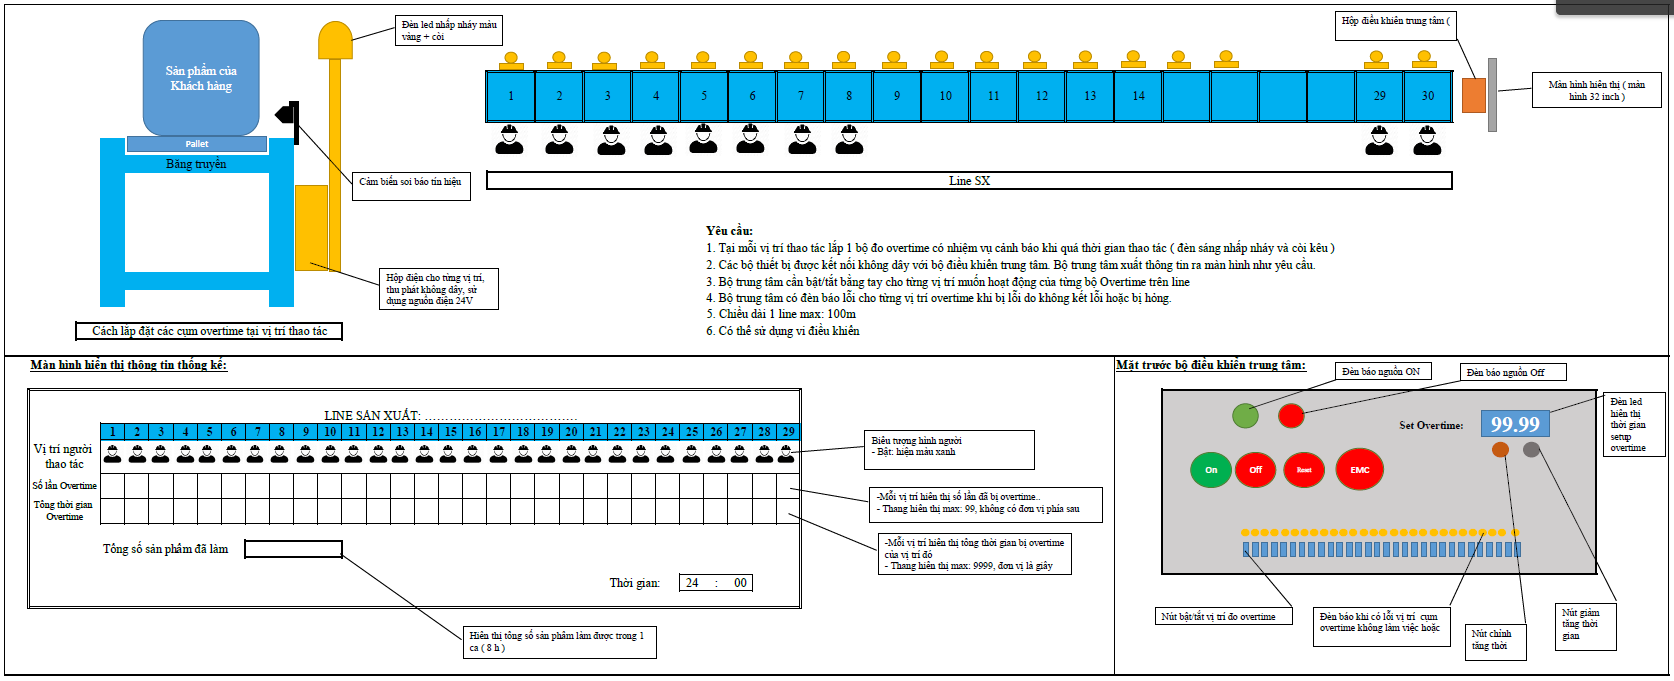 Đèn led nhấp nháy màu
vàng + còi
Sản phẩm của
Khách hàng
Pallet
Băng truyền
Cảm biến soi báo tín hiệu
Hộp điện cho từng vị trí,
thu phát không dây, sử
dụng nguồn điện 24V
Cách lắp đặt các cụm overtime tại vị trí thao tác
Hộp điều khiển trung tâm (
Màn hình hiển thị ( màn
hình 32 inch )
1 2 3 4 5 6 7 8 9 10 11 12 13 14 29 30
Line SX
Yêu cầu:
1. Tại mỗi vị trí thao tác lắp 1 bộ đo overtime có nhiệm vụ cảnh báo khi quá thời gian thao tác ( đèn sáng nhấp nháy và còi kêu )
2. Các bộ thiết bị được kết nối không dây với bộ điều khiển trung tâm. Bộ trung tâm xuất thông tin ra màn hình như yêu cầu.
3. Bộ trung tâm cần bật/tắt bằng tay cho từng vị trí muốn hoạt động của từng bộ Overtime trên line
4. Bộ trung tâm có đèn báo lỗi cho từng vị trí overtime khi bị lỗi do không kết lỗi hoặc bị hỏng.
5. Chiều dài 1 line max: 100m
6. Có thể sử dụng vi điều khiển
Màn hình hiển thị thông tin thống kê:
LINE SẢN XUẤT: ......................................
1 2 3 4 5 6 7 8 9 10 11 12 13 14 15 16 17 18 19 20 21 22 23 24 25 26 27 28 29
Vị trí người
thao tác
Số lần Overtime
Tổng thời gian
Overtime
Tổng số sản phẩm đã làm
Thời gian: 24 : 00
Biểu tượng hình người
- Bật: hiện màu xanh
-Mỗi vị trí hiển thị số lần đã bị overtime..
- Thang hiển thị max: 99, không có đơn vị phía sau
-Mỗi vị trí hiển thị tổng thời gian bị overtime
của vị trí đó
- Thang hiển thị max: 9999, đơn vị là giây
Hiển thị tổng số sản phẩm làm được trong 1
ca ( 8 h )
Mặt trước bộ điều khiển trung tâm:
Đèn báo nguồn ON
Đèn báo nguồn Off
Đèn led
hiển thị
thời gian
setup
overtime
Set Overtime: 99.99
On Off Reset EMC
Nút bật/tắt vị trí đo overtime
Đèn báo khi có lỗi vị trí cụm
overtime không làm việc hoặc
Nút chỉnh
tăng thời
Nút giảm
tăng thời
gian